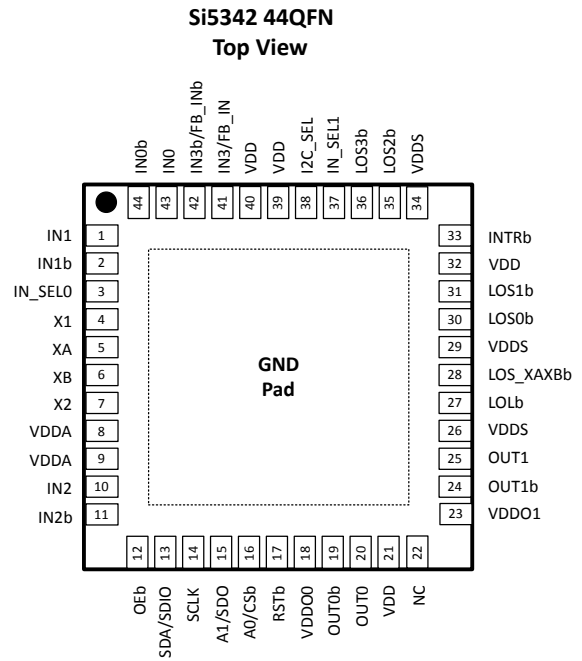 Si5342 44QFN
Top View
IN0b
IN0
IN3b/FB_INb
IN3/FB_IN
VDD
VDD
I2C_SEL
IN_SEL1
LOS3b
LOS2b
VDDS
44 43 42 41 40 39 38 37 36 35 34
IN1 1
IN1b 2
IN_SEL0 3
X1 4
XA 5
XB 6
X2 7
VDDA 8
VDDA 9
IN2 10
IN2b 11
GND
Pad
33 INTRb
32 VDD
31 LOS1b
30 LOS0b
29 VDDS
28 LOS_XAXBb
27 LOLb
26 VDDS
25 OUT1
24 OUT1b
23 VDDO1
12 13 14 15 16 17 18 19 20 21 22
OEb
SDA/SDIO
SCLK
A1/SDO
A0/CSb
RSTb
VDDO0
OUT0b
OUT0
VDD
NC